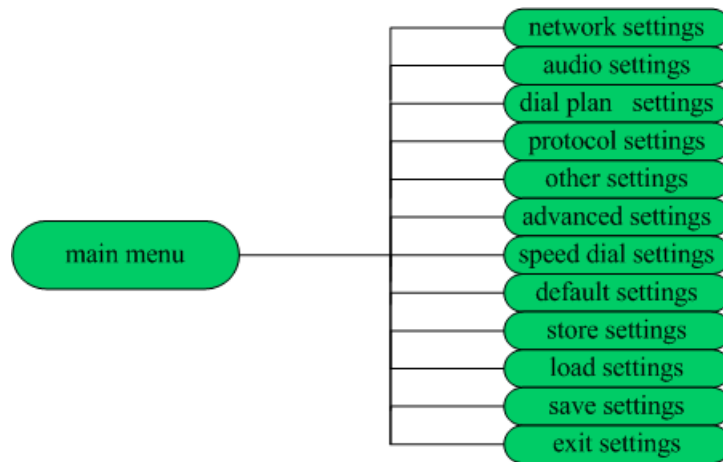 network settings
audio settings
dial plan settings
protocol settings
other settings
advanced settings
main menu
speed dial settings
default settings
store settings
load settings
save settings
exit settings